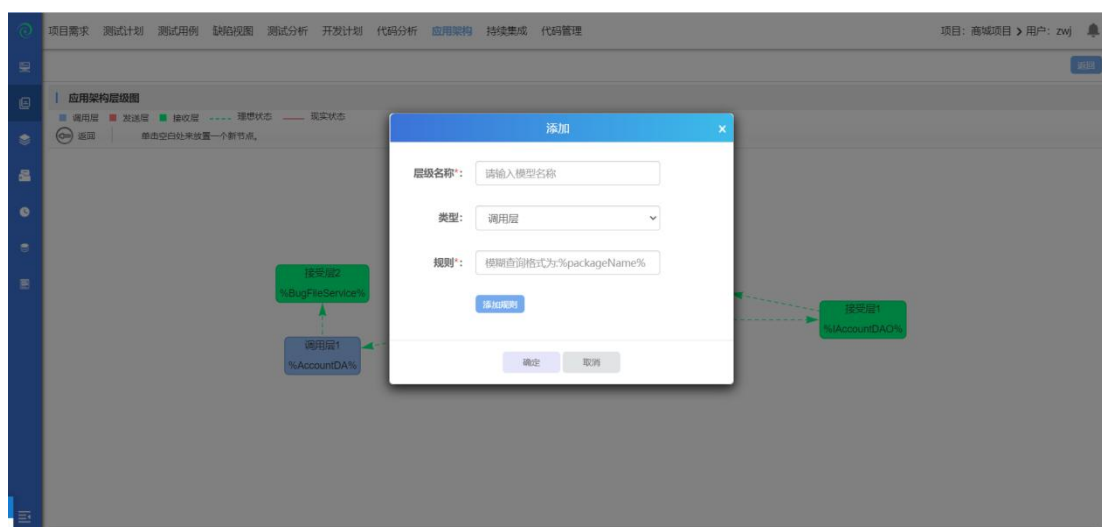 项目需求 测试计划 测试用例 缺陷视图 测试分析 开发计划 代码分析 应用架构 持续集成 代码管理 项目：商城项目 用户：zwj
返回
应用架构层级图
调用层 发送层 接收层 理想状态 现实状态
返回 单击空白处来放置一个新节点。
添加 x
层级名称*： 请输入模型名称
类型： 调用层
规则*： 模糊查询格式为:%packageName%
添加规则
确定 取消
接受层2
%BugFileService%
调用层1
%AccountDA%
接受层1
%IAccountDAO%